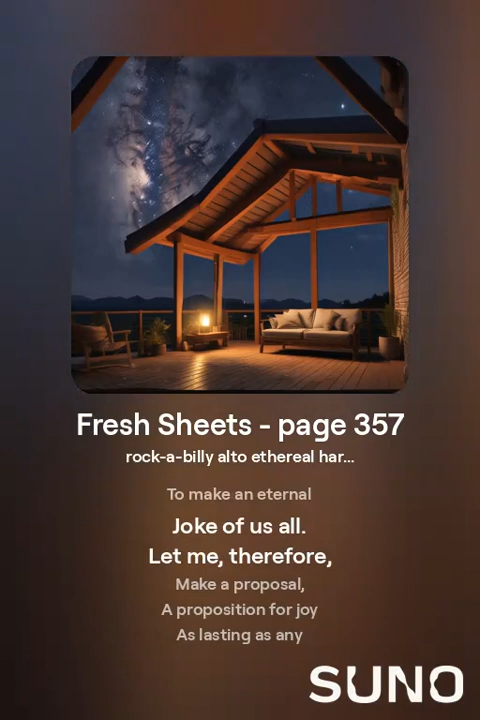 Fresh Sheets - page 357
rock-a-billy alto ethereal har...
To make an eternal
Joke of us all.
Let me, therefore,
Make a proposal,
A proposition for joy
As lasting as any
SUNO